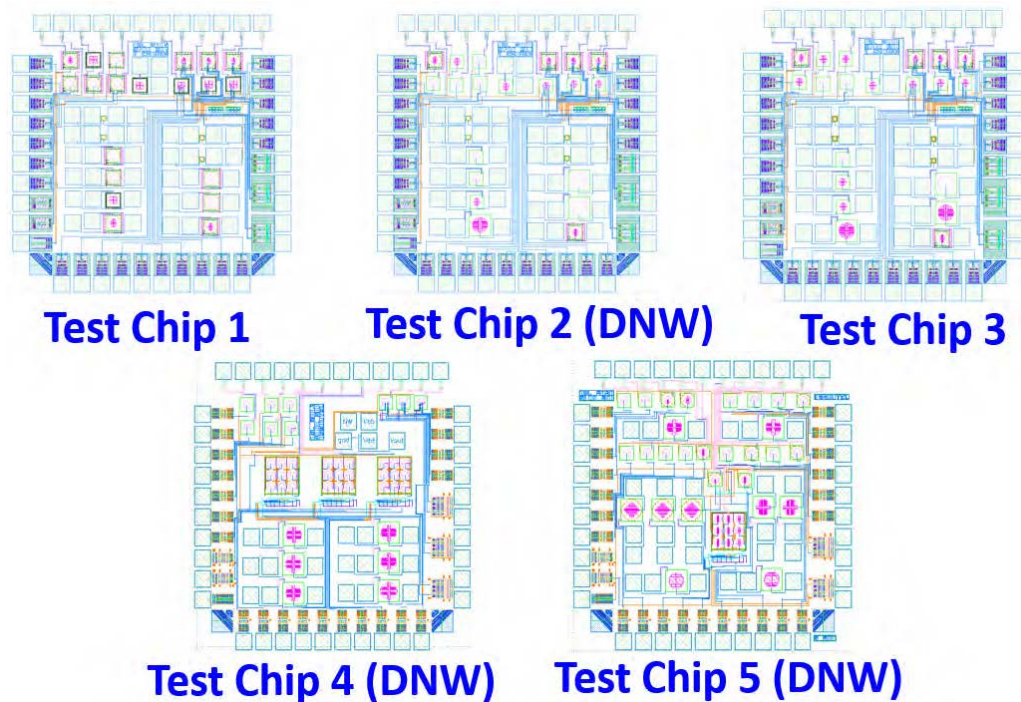 Test Chip 1
Test Chip 2 (DNW)
Test Chip 3
Test Chip 4 (DNW)
Test Chip 5 (DNW)